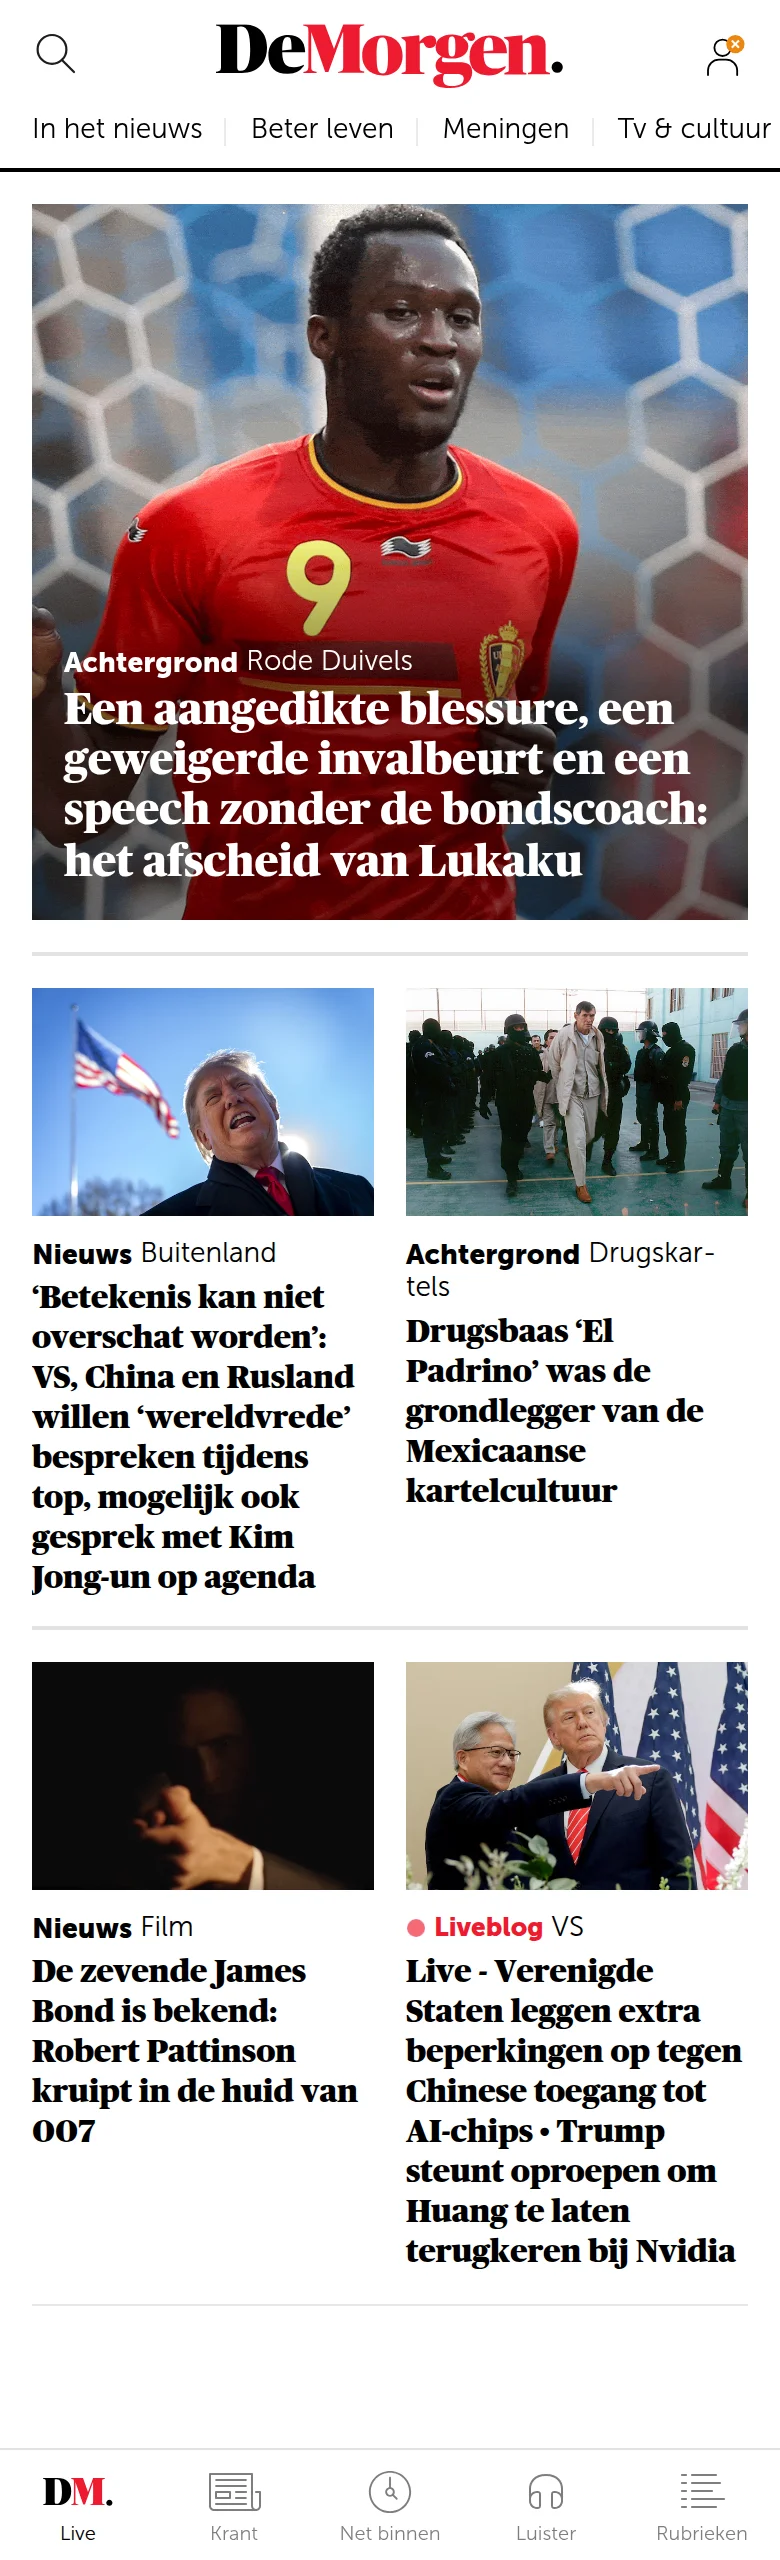 DeMorgen.
In het nieuws
Beter leven
Meningen
Tv & cultuur
9
Achtergrond Rode Duivels
Een aangedikte blessure, een
geweigerde invalbeurt en een
speech zonder de bondscoach:
het afscheid van Lukaku
Nieuws Buitenland
‘Betekenis kan niet
overschat worden’:
VS, China en Rusland
willen ‘wereldvrede’
bespreken tijdens
top, mogelijk ook
gesprek met Kim
Jong-un op agenda
Achtergrond Drugskar-
tels
Drugsbaas ‘El
Padrino’ was de
grondlegger van de
Mexicaanse
kartelcultuur
Nieuws Film
De zevende James
Bond is bekend:
Robert Pattinson
kruipt in de huid van
007
Liveblog VS
Live - Verenigde
Staten leggen extra
beperkingen op tegen
Chinese toegang tot
AI-chips • Trump
steunt oproepen om
Huang te laten
terugkeren bij Nvidia
DM.
Live
Krant
Net binnen
Luister
Rubrieken